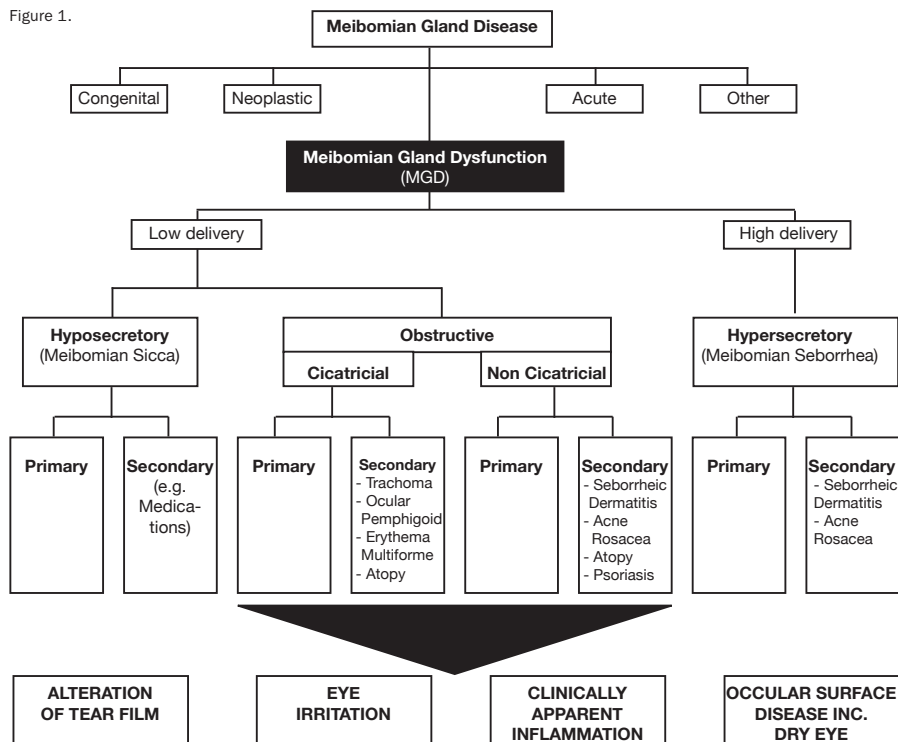 Figure 1.
Meibomian Gland Disease
Congenital
Neoplastic
Acute
Other
Meibomian Gland Dysfunction
(MGD)
Low delivery
High delivery
Hyposecretory
(Meibomian Sicca)
Obstructive
Cicatricial
Non Cicatricial
Hypersecretory
(Meibomian Seborrhea)
Primary
Secondary
(e.g.
Medica-
tions)
Primary
Secondary
- Trachoma
- Ocular
Pemphigoid
- Erythema
Multiforme
- Atopy
Primary
Secondary
- Seborrheic
Dermatitis
- Acne
Rosacea
- Atopy
- Psoriasis
Primary
Secondary
- Seborrheic
Dermatitis
- Acne
Rosacea
ALTERATION
OF TEAR FILM
EYE
IRRITATION
CLINICALLY
APPARENT
INFLAMMATION
OCCULAR SURFACE
DISEASE INC.
DRY EYE